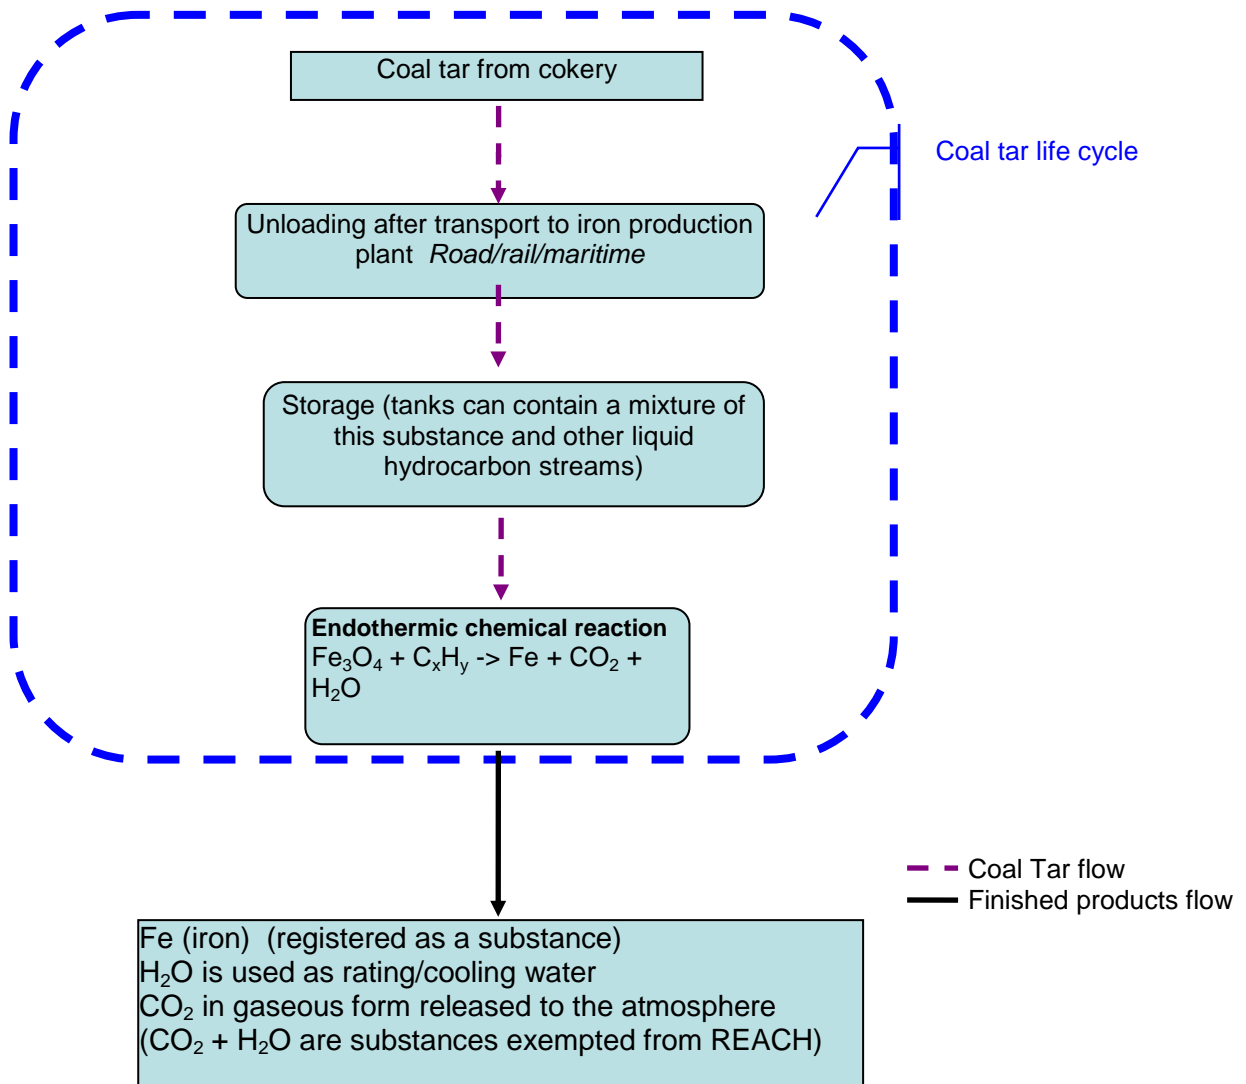 Coal tar from cokery
Coal tar life cycle
Unloading after transport to iron production
plant Road/rail/maritime
Storage (tanks can contain a mixture of
this substance and other liquid
hydrocarbon streams)
Endothermic chemical reaction
Fe₃O₄ + CₓHᵧ -> Fe + CO₂ +
H₂O
Coal Tar flow
Finished products flow
Fe (iron) (registered as a substance)
H₂O is used as rating/cooling water
CO₂ in gaseous form released to the atmosphere
(CO₂ + H₂O are substances exempted from REACH)